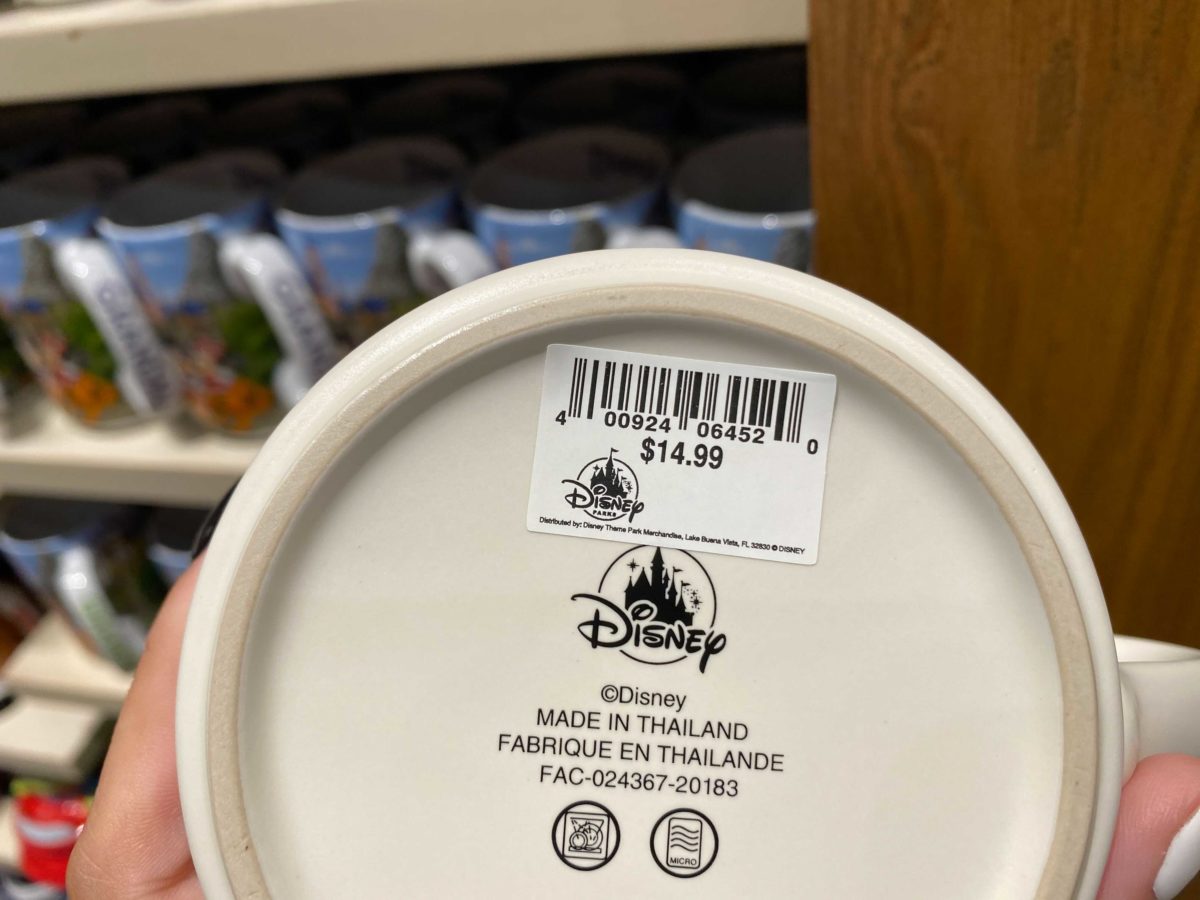 4 00924 06452 0
$14.99
Disney
PARKS
Distributed by: Disney Theme Park Merchandise, Lake Buena Vista, FL 32830 © DISNEY
Disney
©Disney
MADE IN THAILAND
FABRIQUE EN THAILANDE
FAC-024367-20183
MICRO